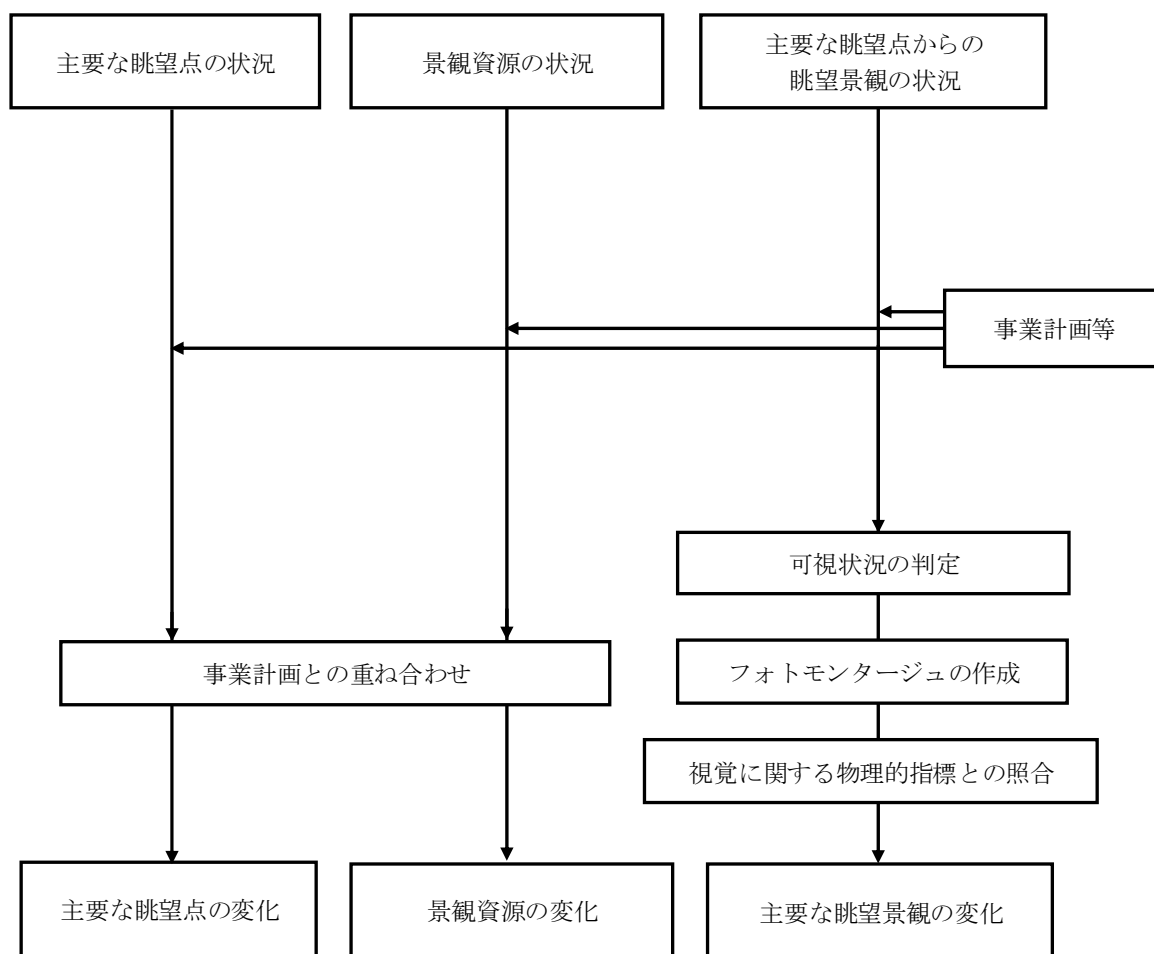 主要な眺望点の状況
景観資源の状況
主要な眺望点からの
眺望景観の状況
事業計画等
可視状況の判定
事業計画との重ね合わせ
フォトモンタージュの作成
視覚に関する物理的指標との照合
主要な眺望点の変化
景観資源の変化
主要な眺望景観の変化